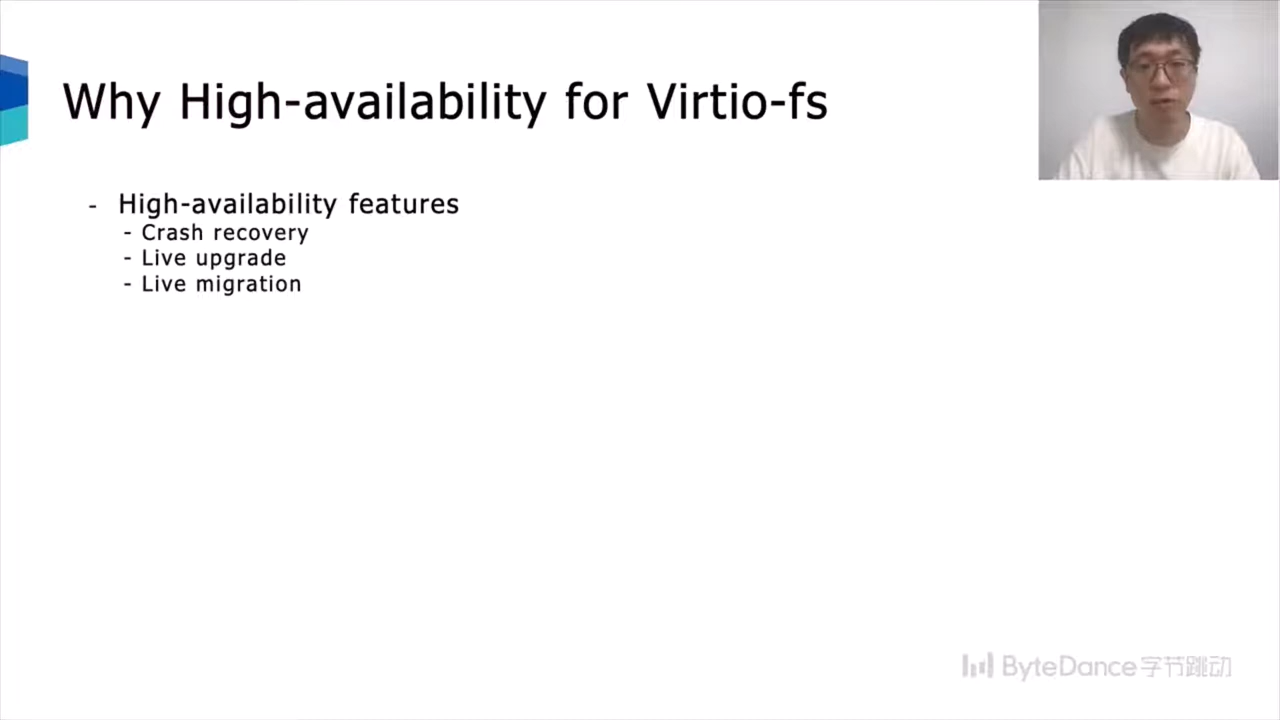 Why High-availability for Virtio-fs
- High-availability features
- Crash recovery
- Live upgrade
- Live migration
ByteDance字节跳动